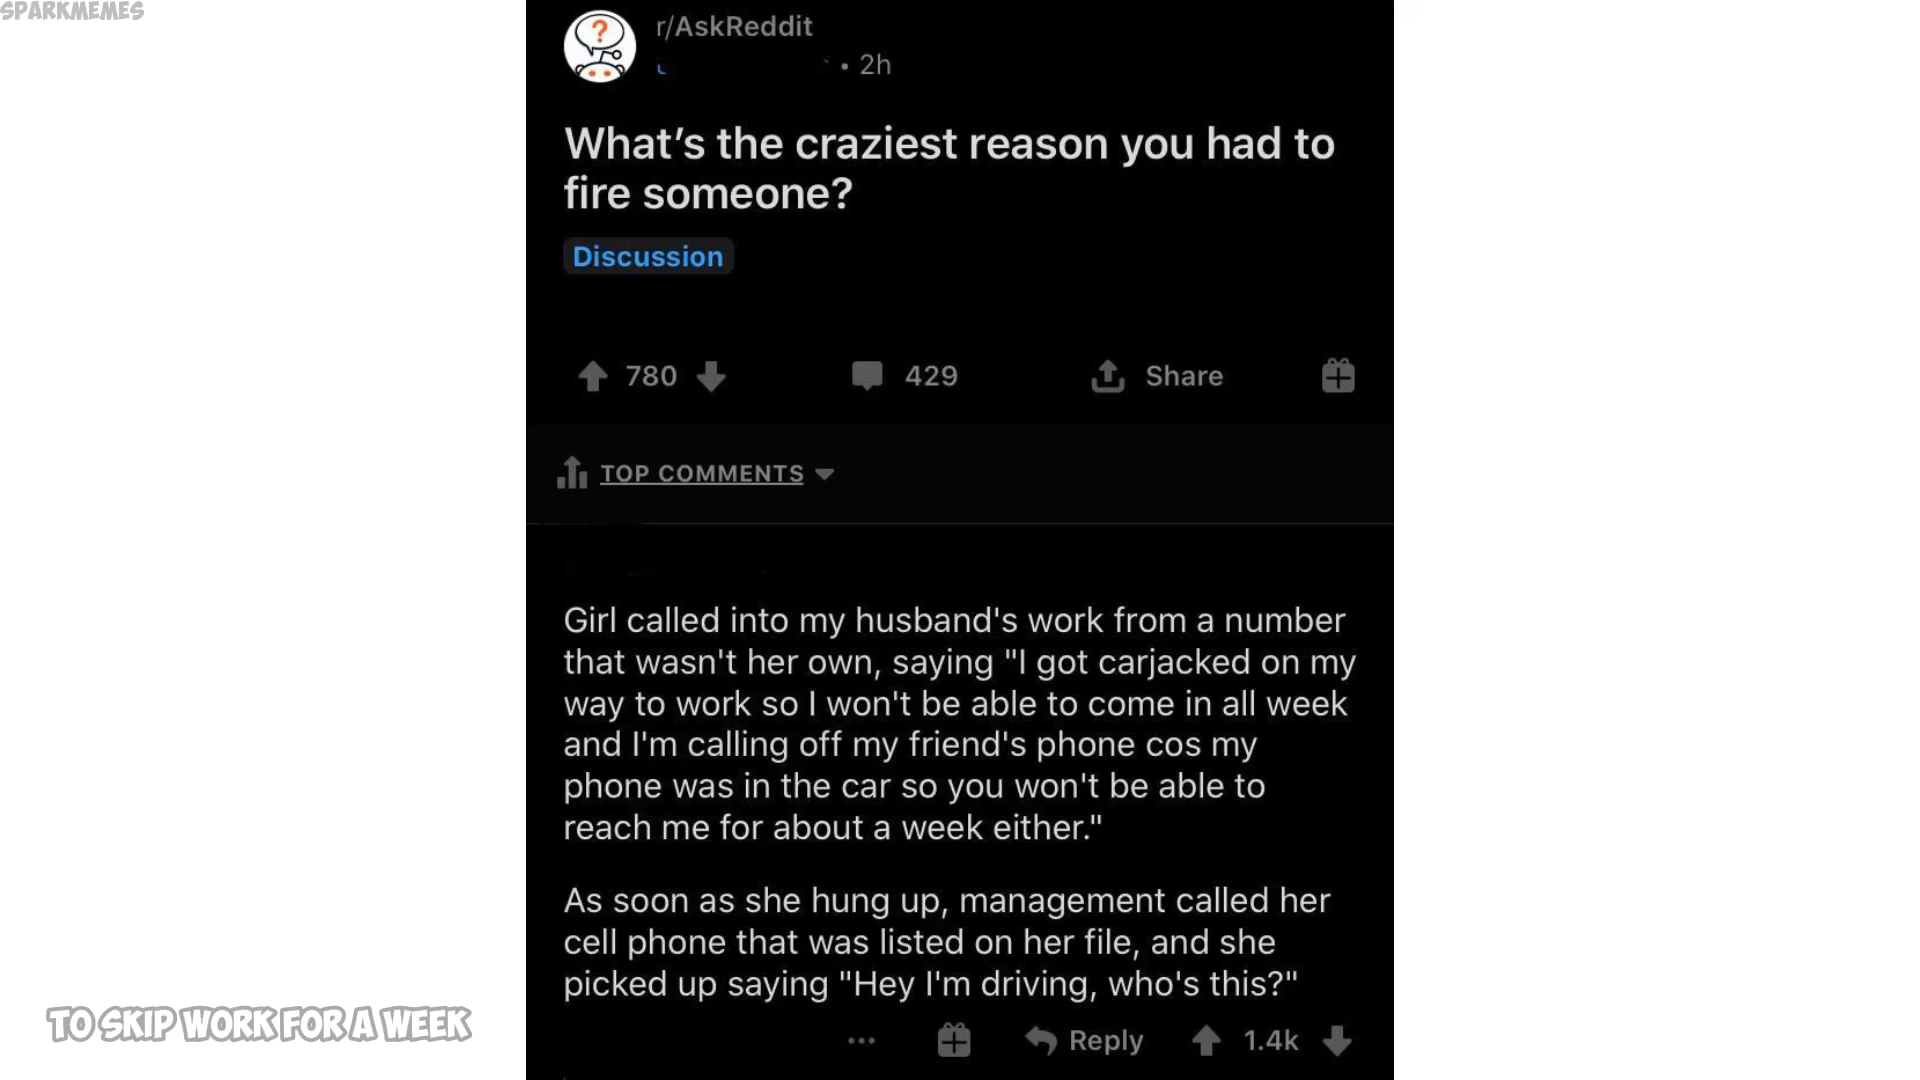 SPARKMEMES
r/AskReddit
• 2h
What's the craziest reason you had to
fire someone?
Discussion
780
429
Share
TOP COMMENTS
Girl called into my husband's work from a number
that wasn't her own, saying "I got carjacked on my
way to work so I won't be able to come in all week
and I'm calling off my friend's phone cos my
phone was in the car so you won't be able to
reach me for about a week either."
As soon as she hung up, management called her
cell phone that was listed on her file, and she
picked up saying "Hey I'm driving, who's this?"
TO SKIP WORK FOR A WEEK
... Reply 1.4k